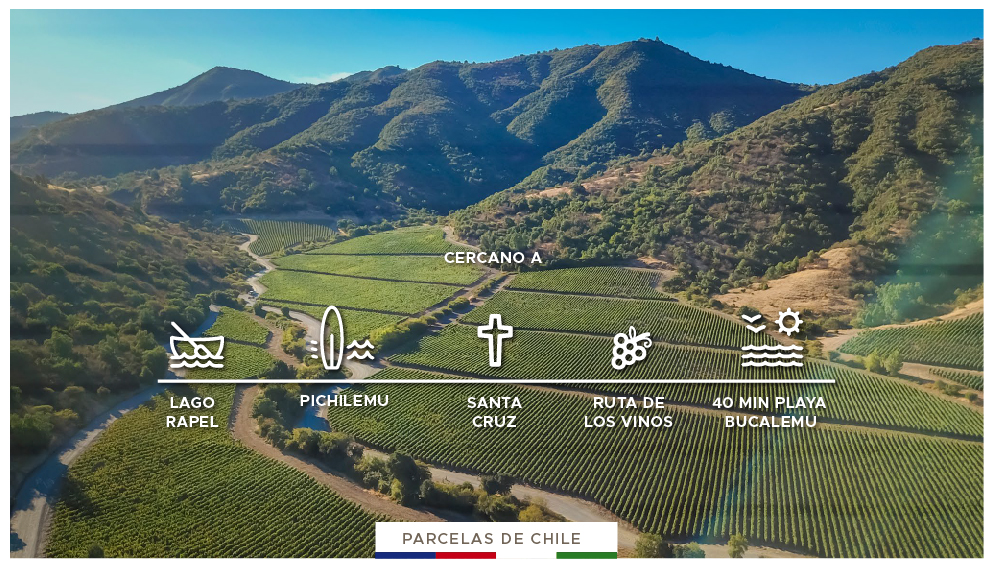 CERCANO A
LAGO
RAPEL
PICHILEMU
SANTA
CRUZ
RUTA DE
LOS VINOS
40 MIN PLAYA
BUCALEMU
PARCELAS DE CHILE